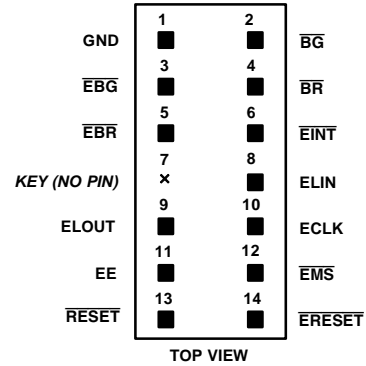 1 2
GND BG
3 4
EBG BR
5 6
EBR EINT
7 8
KEY (NO PIN) × ELIN
9 10
ELOUT ECLK
11 12
EE EMS
13 14
RESET ERESET
TOP VIEW